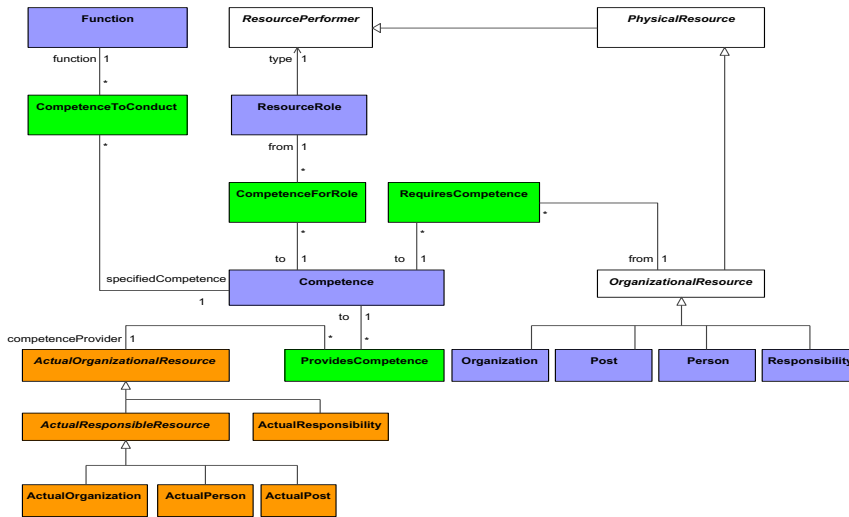 Function
ResourcePerformer
PhysicalResource
function 1
*
type 1
CompetenceToConduct
*
ResourceRole
from 1
*
CompetenceForRole
*
RequiresCompetence
*
*
to 1
to 1
from 1
specifiedCompetence
1
Competence
OrganizationalResource
to 1
*
competenceProvider 1
*
ActualOrganizationalResource
ProvidesCompetence
Organization
Post
Person
Responsibility
ActualResponsibleResource
ActualResponsibility
ActualOrganization
ActualPerson
ActualPost